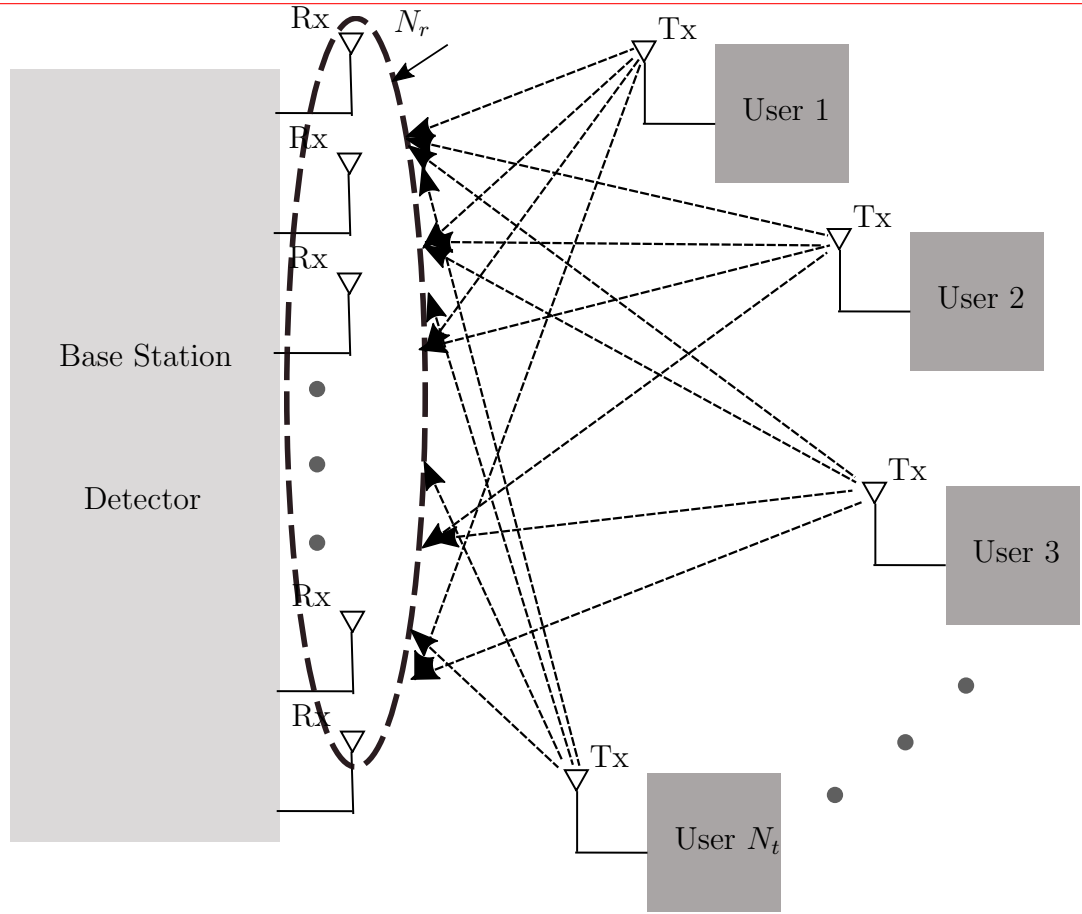 Rx
N_r
Tx
User 1
Rx
Tx
Rx
User 2
Base Station
Tx
Detector
User 3
Rx
Rx
Tx
User N_t